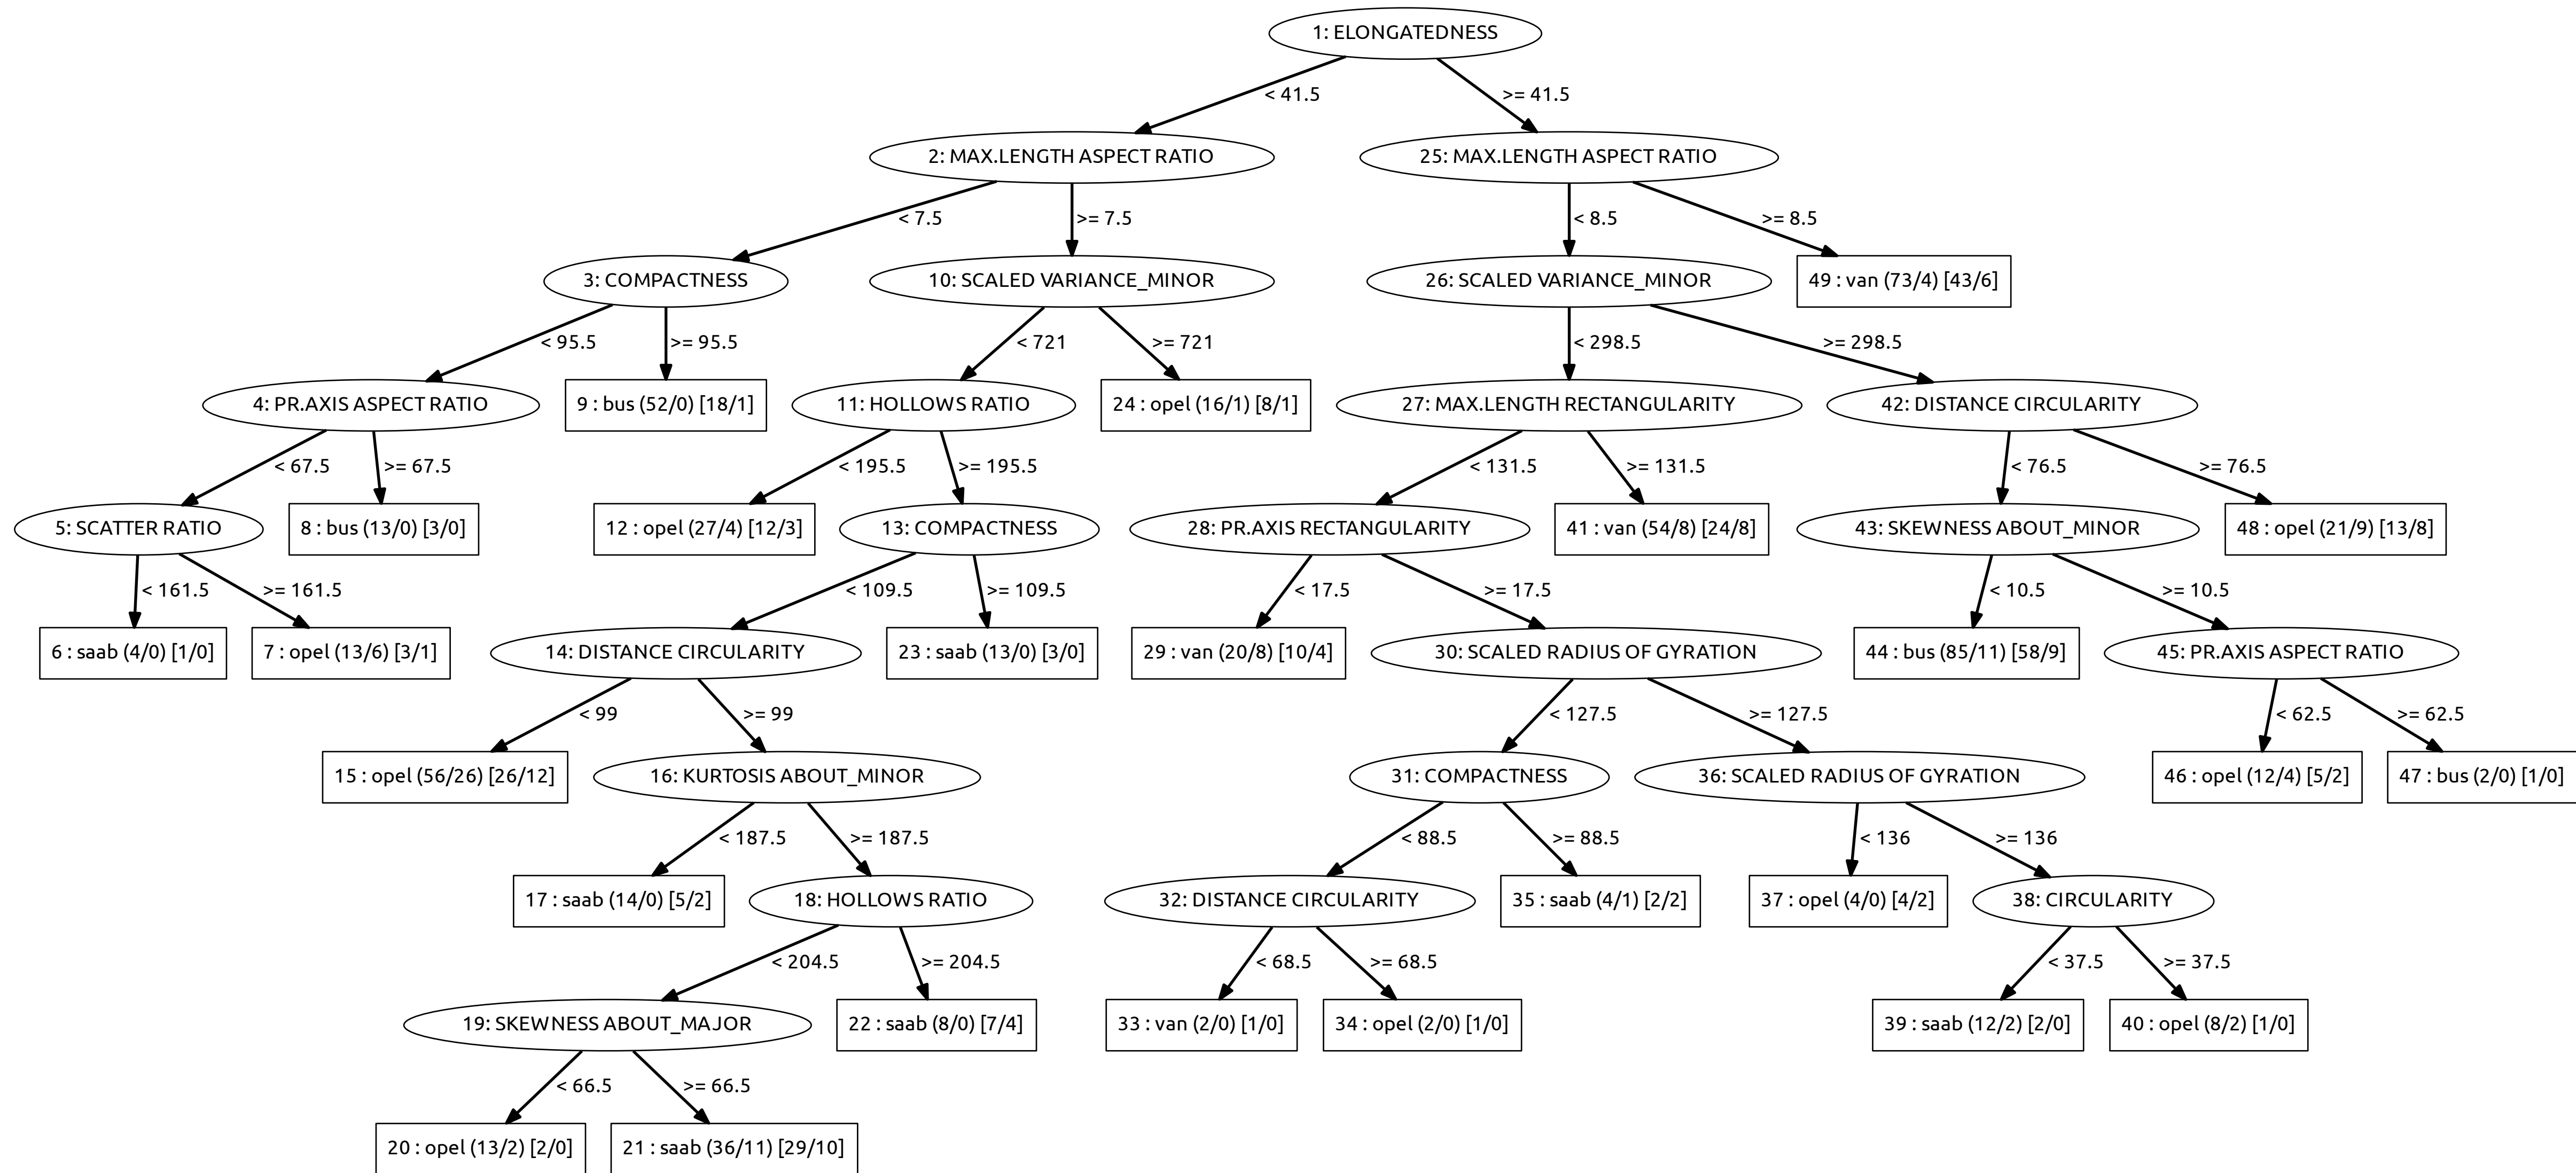 1: ELONGATEDNESS
< 41.5
>= 41.5
2: MAX.LENGTH ASPECT RATIO
25: MAX.LENGTH ASPECT RATIO
< 7.5
>= 7.5
< 8.5
>= 8.5
3: COMPACTNESS
10: SCALED VARIANCE_MINOR
26: SCALED VARIANCE_MINOR
49 : van (73/4) [43/6]
< 95.5
>= 95.5
< 721
>= 721
< 298.5
>= 298.5
4: PR.AXIS ASPECT RATIO
9 : bus (52/0) [18/1]
11: HOLLOWS RATIO
24 : opel (16/1) [8/1]
27: MAX.LENGTH RECTANGULARITY
42: DISTANCE CIRCULARITY
< 67.5
>= 67.5
< 195.5
>= 195.5
< 131.5
>= 131.5
< 76.5
>= 76.5
5: SCATTER RATIO
8 : bus (13/0) [3/0]
12 : opel (27/4) [12/3]
13: COMPACTNESS
28: PR.AXIS RECTANGULARITY
41 : van (54/8) [24/8]
43: SKEWNESS ABOUT_MINOR
48 : opel (21/9) [13/8]
< 161.5
>= 161.5
< 109.5
>= 109.5
< 17.5
>= 17.5
< 10.5
>= 10.5
6 : saab (4/0) [1/0]
7 : opel (13/6) [3/1]
14: DISTANCE CIRCULARITY
23 : saab (13/0) [3/0]
29 : van (20/8) [10/4]
30: SCALED RADIUS OF GYRATION
44 : bus (85/11) [58/9]
45: PR.AXIS ASPECT RATIO
< 99
>= 99
< 127.5
>= 127.5
< 62.5
>= 62.5
15 : opel (56/26) [26/12]
16: KURTOSIS ABOUT_MINOR
31: COMPACTNESS
36: SCALED RADIUS OF GYRATION
46 : opel (12/4) [5/2]
47 : bus (2/0) [1/0]
< 187.5
>= 187.5
< 88.5
>= 88.5
< 136
>= 136
17 : saab (14/0) [5/2]
18: HOLLOWS RATIO
32: DISTANCE CIRCULARITY
35 : saab (4/1) [2/2]
37 : opel (4/0) [4/2]
38: CIRCULARITY
< 204.5
>= 204.5
< 68.5
>= 68.5
< 37.5
>= 37.5
19: SKEWNESS ABOUT_MAJOR
22 : saab (8/0) [7/4]
33 : van (2/0) [1/0]
34 : opel (2/0) [1/0]
39 : saab (12/2) [2/0]
40 : opel (8/2) [1/0]
< 66.5
>= 66.5
20 : opel (13/2) [2/0]
21 : saab (36/11) [29/10]